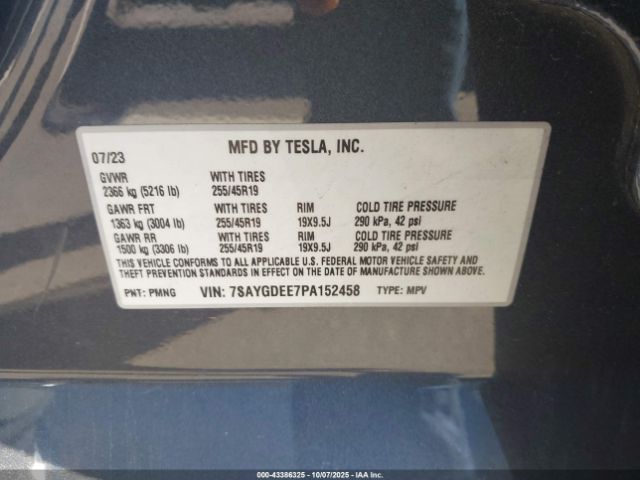 07/23 MFD BY TESLA, INC.
GVWR WITH TIRES
2366 kg (5216 lb) 255/45R19
GAWR FRT WITH TIRES RIM COLD TIRE PRESSURE
1363 kg (3004 lb) 255/45R19 19X9.5J 290 kPa, 42 psi
GAWR RR WITH TIRES RIM COLD TIRE PRESSURE
1500 kg (3306 lb) 255/45R19 19X9.5J 290 kPa, 42 psi
THIS VEHICLE CONFORMS TO ALL APPLICABLE U.S. FEDERAL MOTOR VEHICLE SAFETY AND
THEFT PREVENTION STANDARDS IN EFFECT ON THE DATE OF MANUFACTURE SHOWN ABOVE.
PNT: PMNG VIN: 7SAYGDEE7PA152458 TYPE: MPV
00-43386325 - 10/07/2025 - IAA Inc.